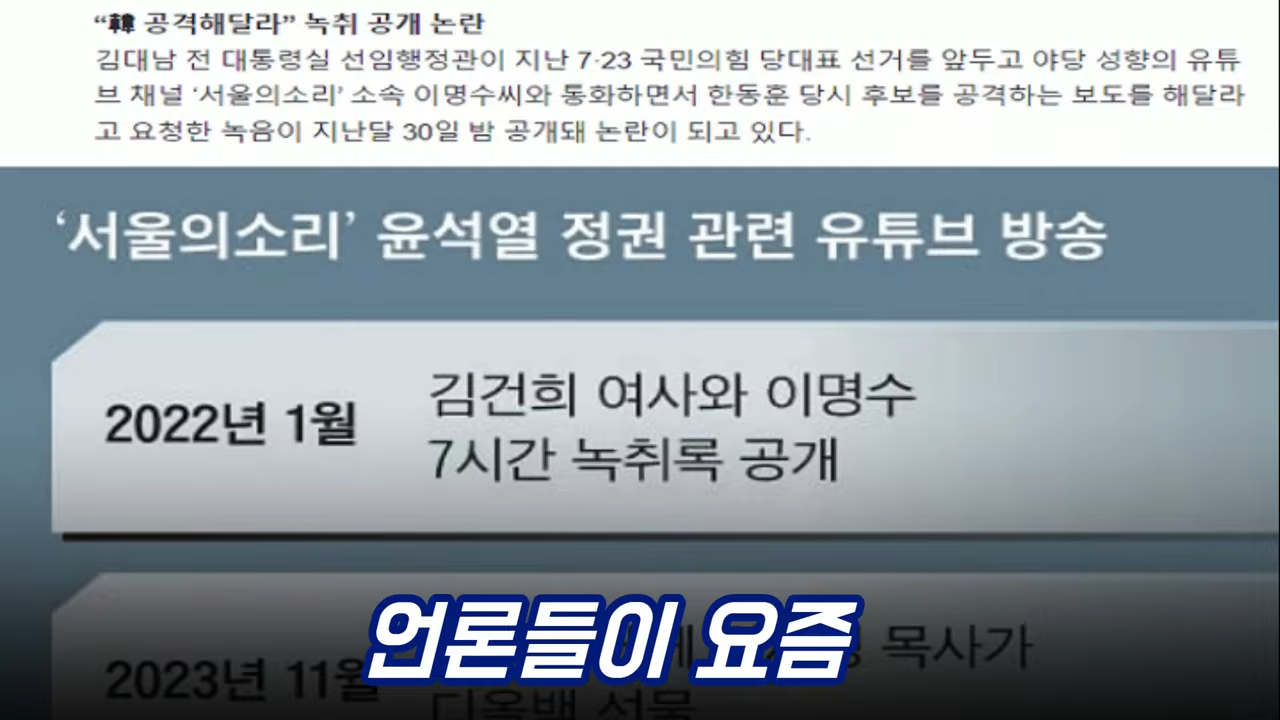 “韓 공격해달라” 녹취 공개 논란
김대남 전 대통령실 선임행정관이 지난 7·23 국민의힘 당대표 선거를 앞두고 야당 성향의 유튜
브 채널 ‘서울의소리’ 소속 이명수씨와 통화하면서 한동훈 당시 후보를 공격하는 보도를 해달라
고 요청한 녹음이 지난달 30일 밤 공개돼 논란이 되고 있다.
‘서울의소리’ 윤석열 정권 관련 유튜브 방송
2022년 1월
김건희 여사와 이명수
7시간 녹취록 공개
2023년 11월
목사가
디올백 선물
언론들이 요즘